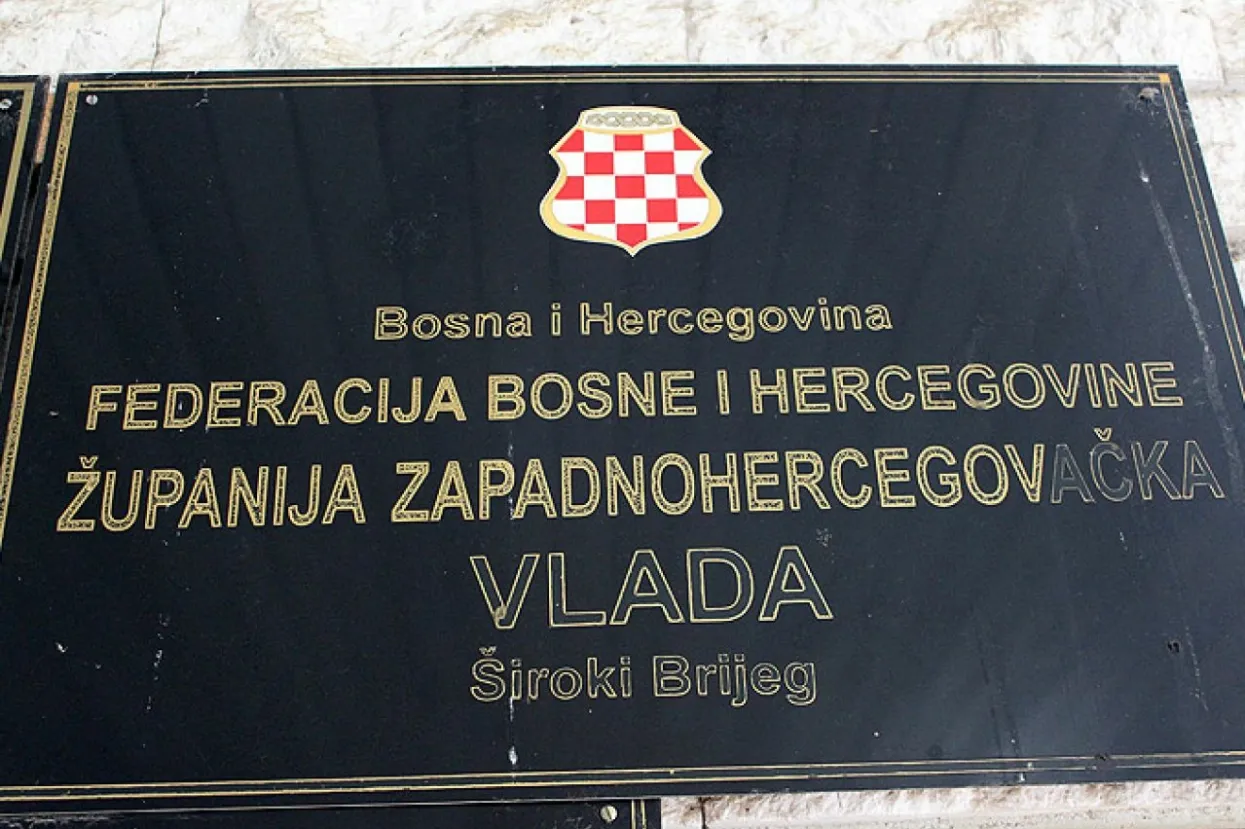 Bosna i Hercegovina
FEDERACIJA BOSNE I HERCEGOVINE
ŽUPANIJA ZAPADNOHERCEGOVAČKA
VLADA
Široki Brijeg